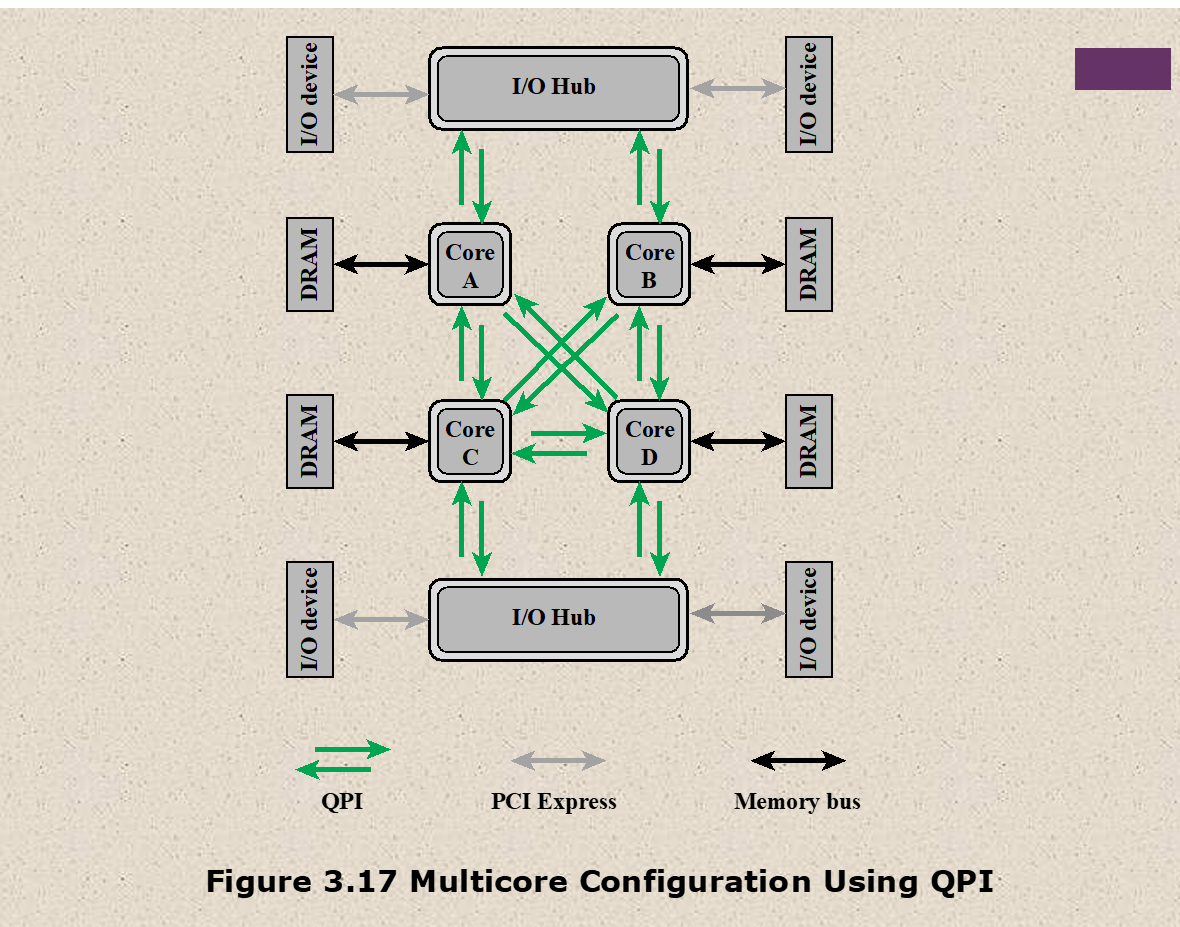 I/O device
I/O Hub
I/O device
DRAM
Core
A
Core
B
DRAM
DRAM
Core
C
Core
D
DRAM
I/O device
I/O Hub
I/O device
QPI
PCI Express
Memory bus
Figure 3.17 Multicore Configuration Using QPI